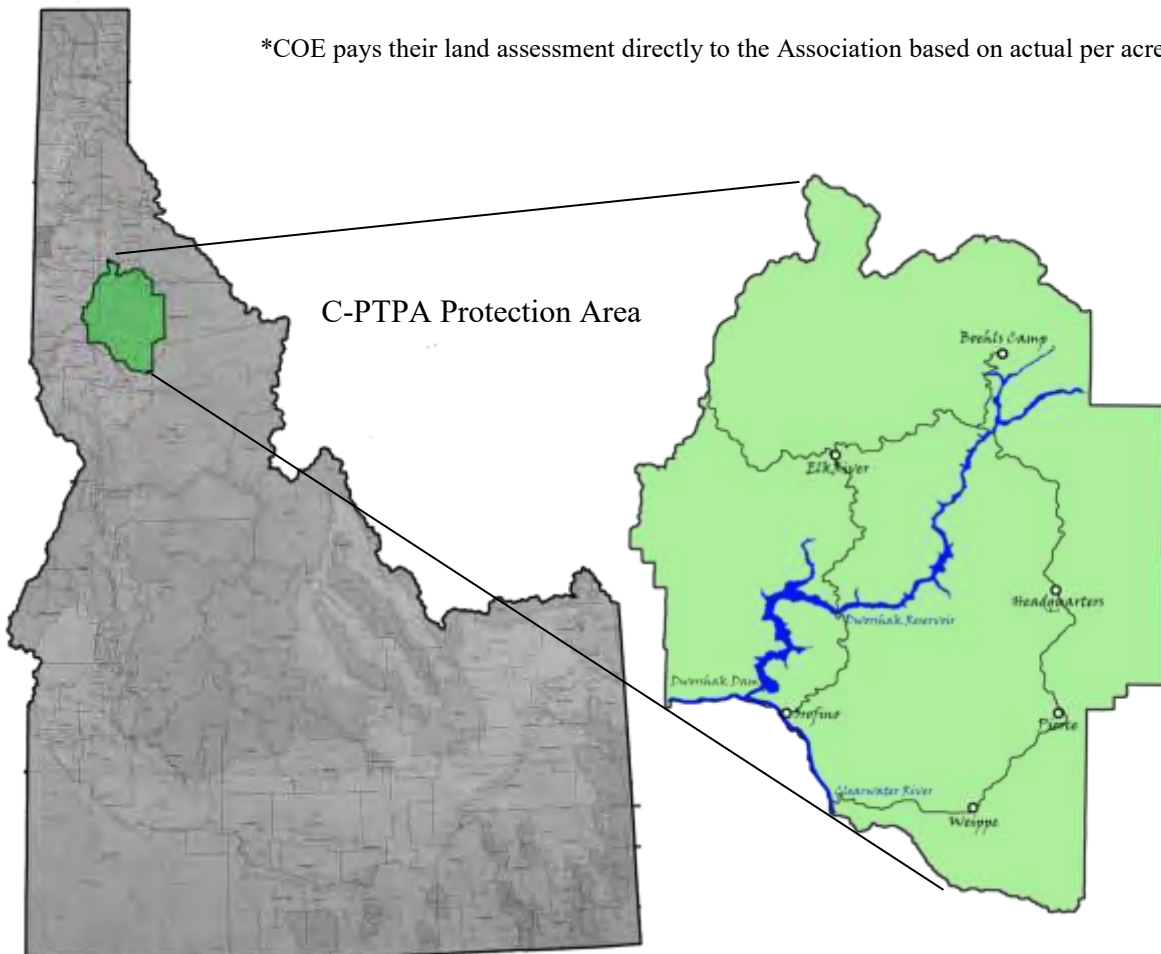 *COE pays their land assessment directly to the Association based on actual per acre
C-PTPA Protection Area
Boehls Camp
Elk River
Headquarters
Dworshak Reservoir
Dworshak Dam
Orofino
Pierce
Clearwater River
Weippe